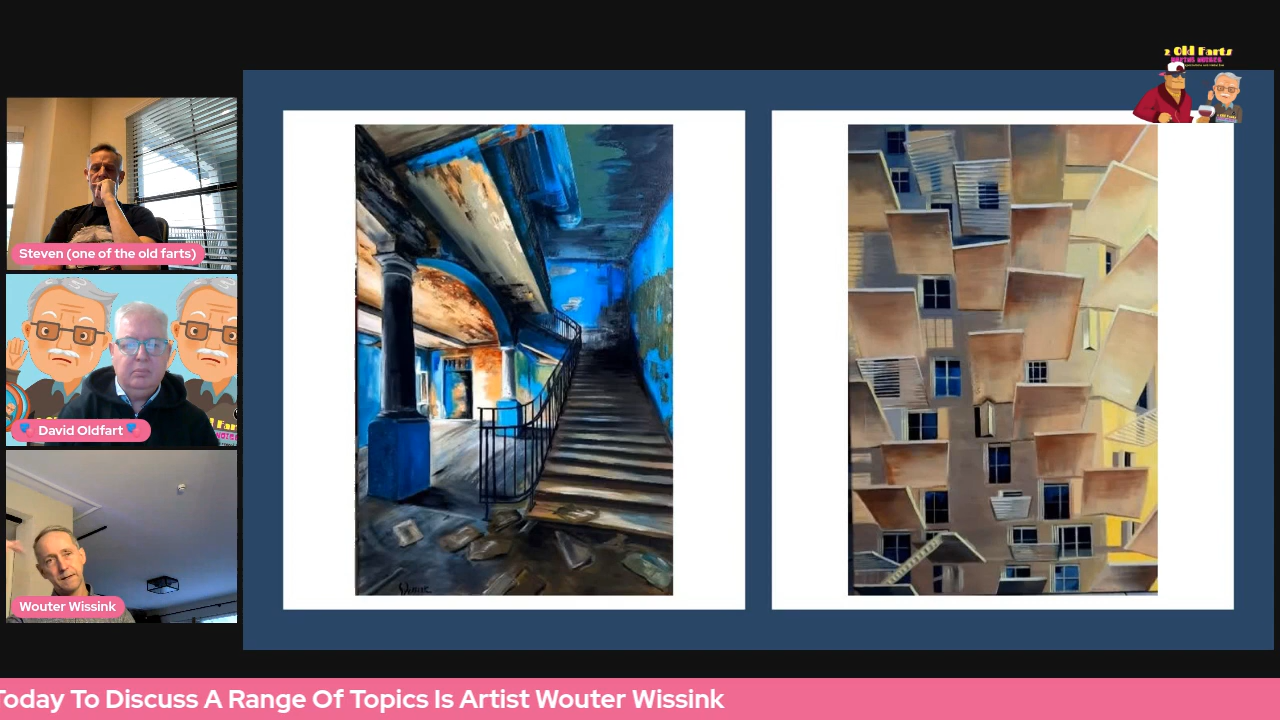 2 Old Farts
Steven (one of the old farts)
David Oldfart
Wouter Wissink
Today To Discuss A Range Of Topics Is Artist Wouter Wissink